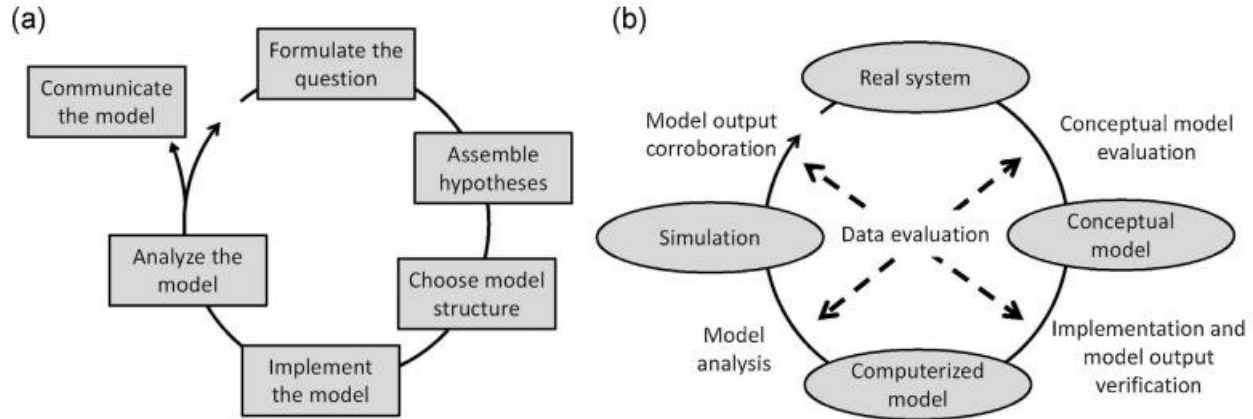 (a)
Formulate the
question
Communicate
the model
Assemble
hypotheses
Analyze the
model
Choose model
structure
Implement
the model
(b)
Real system
Model output
corroboration
Conceptual model
evaluation
Simulation
Data evaluation
Conceptual
model
Model
analysis
Implementation and
model output
verification
Computerized
model